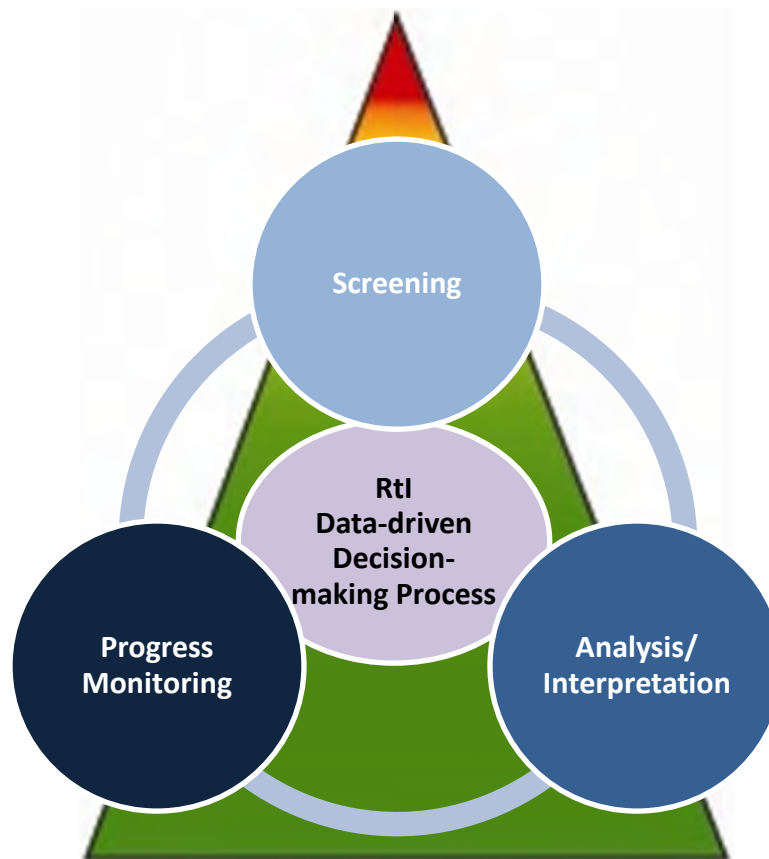 Screening
RtI
Data-driven
Decision-
making Process
Progress
Monitoring
Analysis/
Interpretation